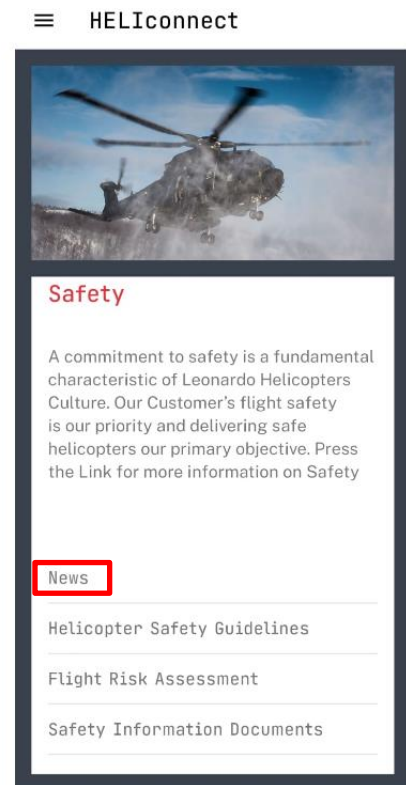 HELIconnect
Safety
A commitment to safety is a fundamental
characteristic of Leonardo Helicopters
Culture. Our Customer’s flight safety
is our priority and delivering safe
helicopters our primary objective. Press
the Link for more information on Safety
News
Helicopter Safety Guidelines
Flight Risk Assessment
Safety Information Documents